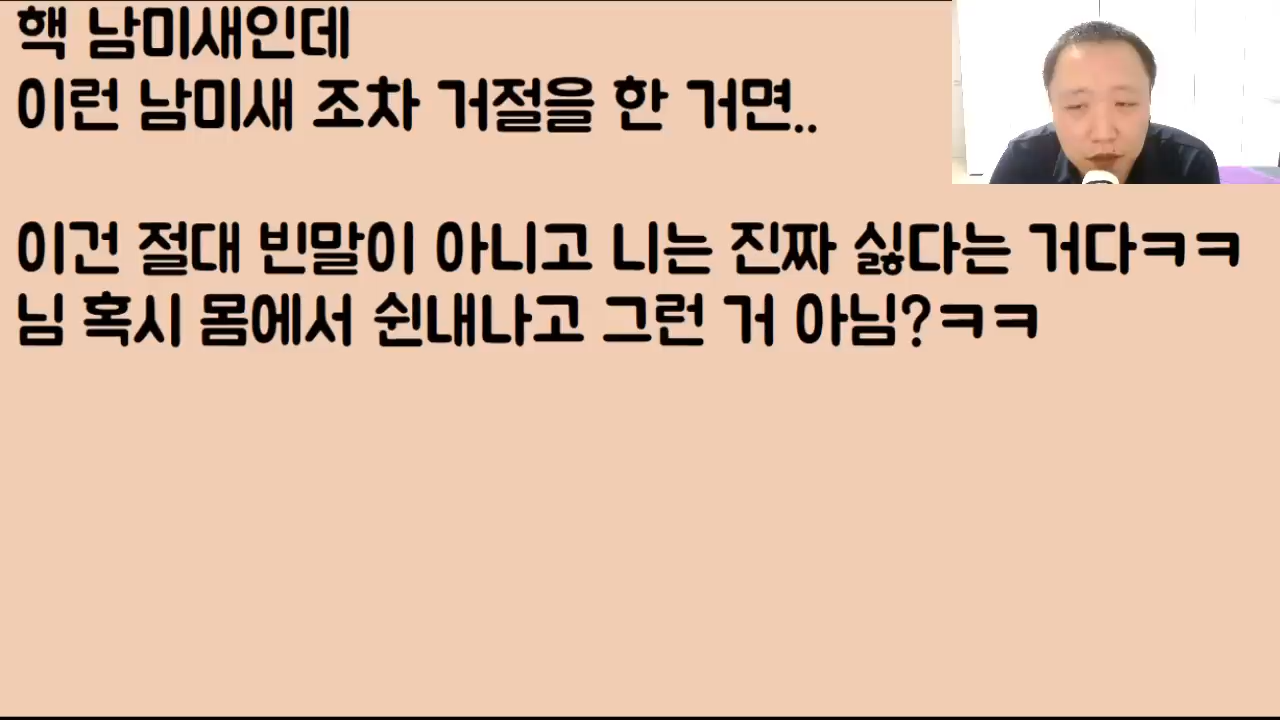 핵 남미새인데
이런 남미새 조차 거절을 한 거면..
이건 절대 빈말이 아니고 니는 진짜 싫다는 거다ㅋㅋ
님 혹시 몸에서 쉰내나고 그런 거 아님?ㅋㅋ